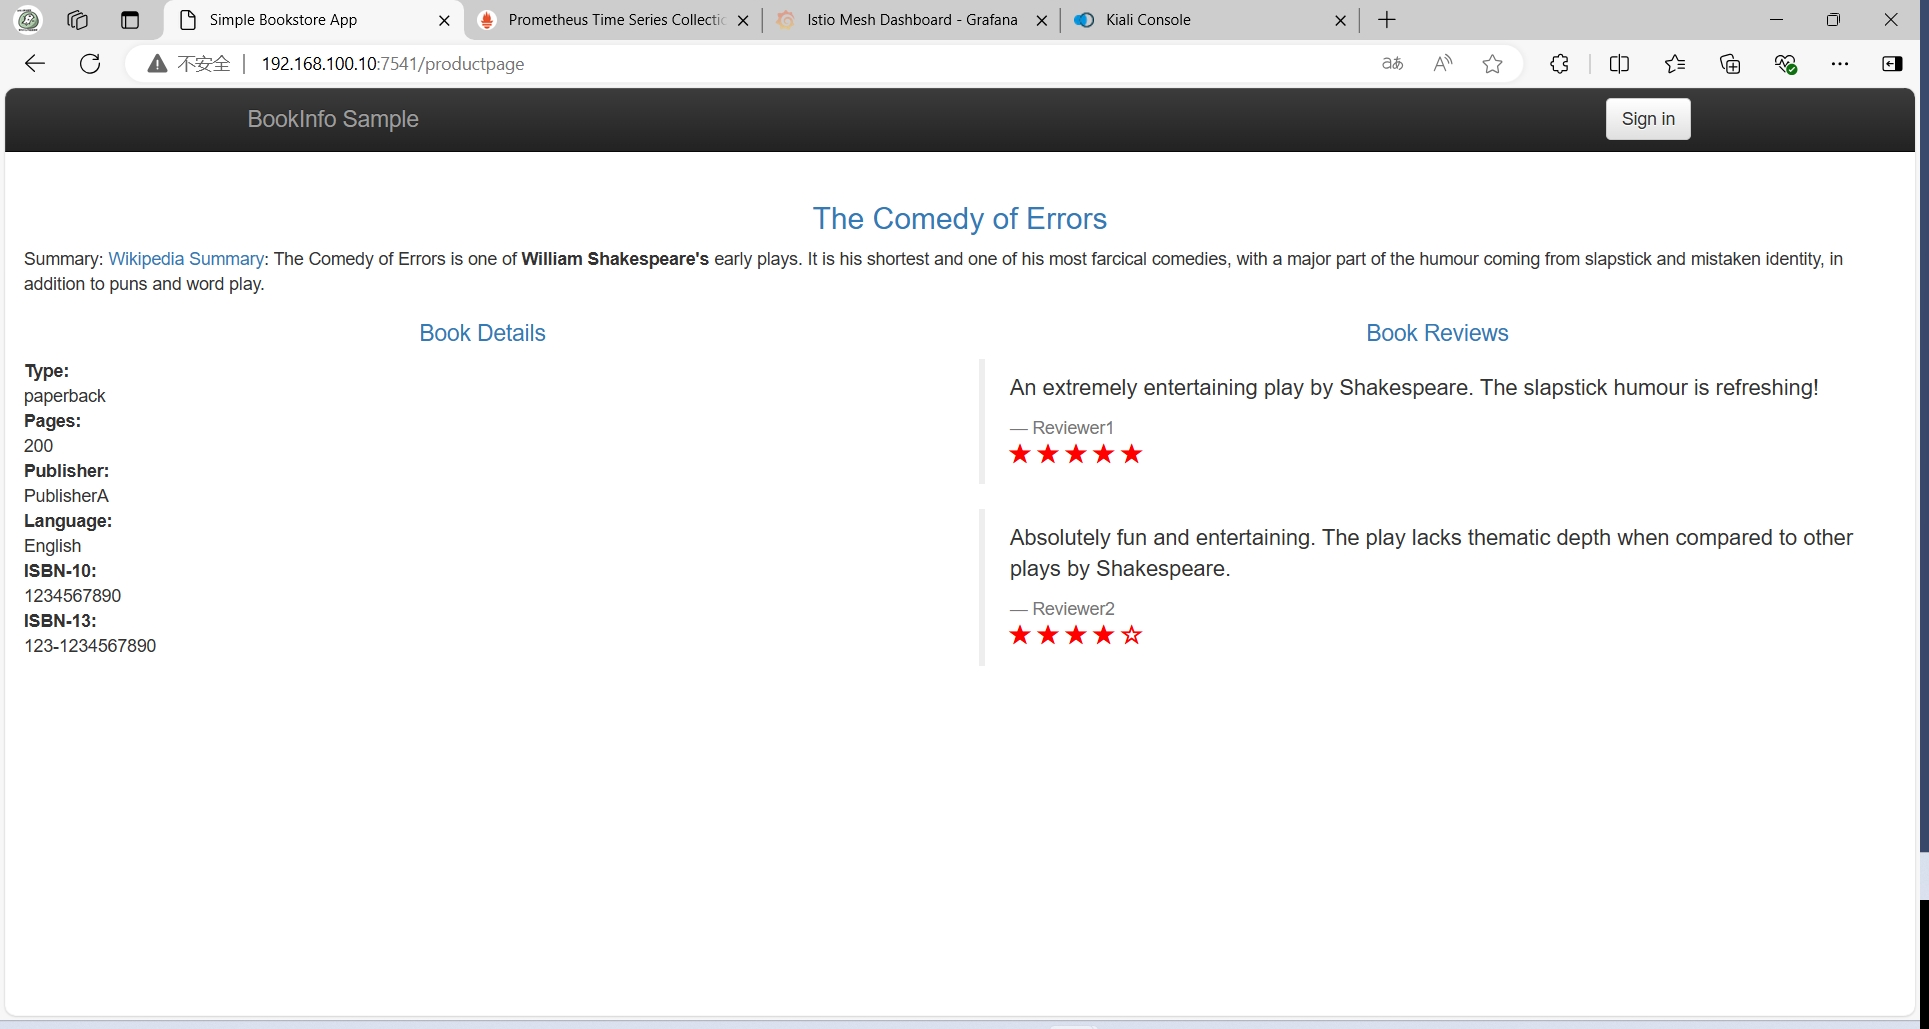 Simple Bookstore App
Prometheus Time Series Collectic
Istio Mesh Dashboard - Grafana
Kiali Console
不安全
192.168.100.10:7541/productpage
aあ
BookInfo Sample
Sign in
The Comedy of Errors
Summary: Wikipedia Summary: The Comedy of Errors is one of William Shakespeare's early plays. It is his shortest and one of his most farcical comedies, with a major part of the humour coming from slapstick and mistaken identity, in
addition to puns and word play.
Book Details
Type:
paperback
Pages:
200
Publisher:
PublisherA
Language:
English
ISBN-10:
1234567890
ISBN-13:
123-1234567890
Book Reviews
An extremely entertaining play by Shakespeare. The slapstick humour is refreshing!
— Reviewer1
Absolutely fun and entertaining. The play lacks thematic depth when compared to other
plays by Shakespeare.
— Reviewer2